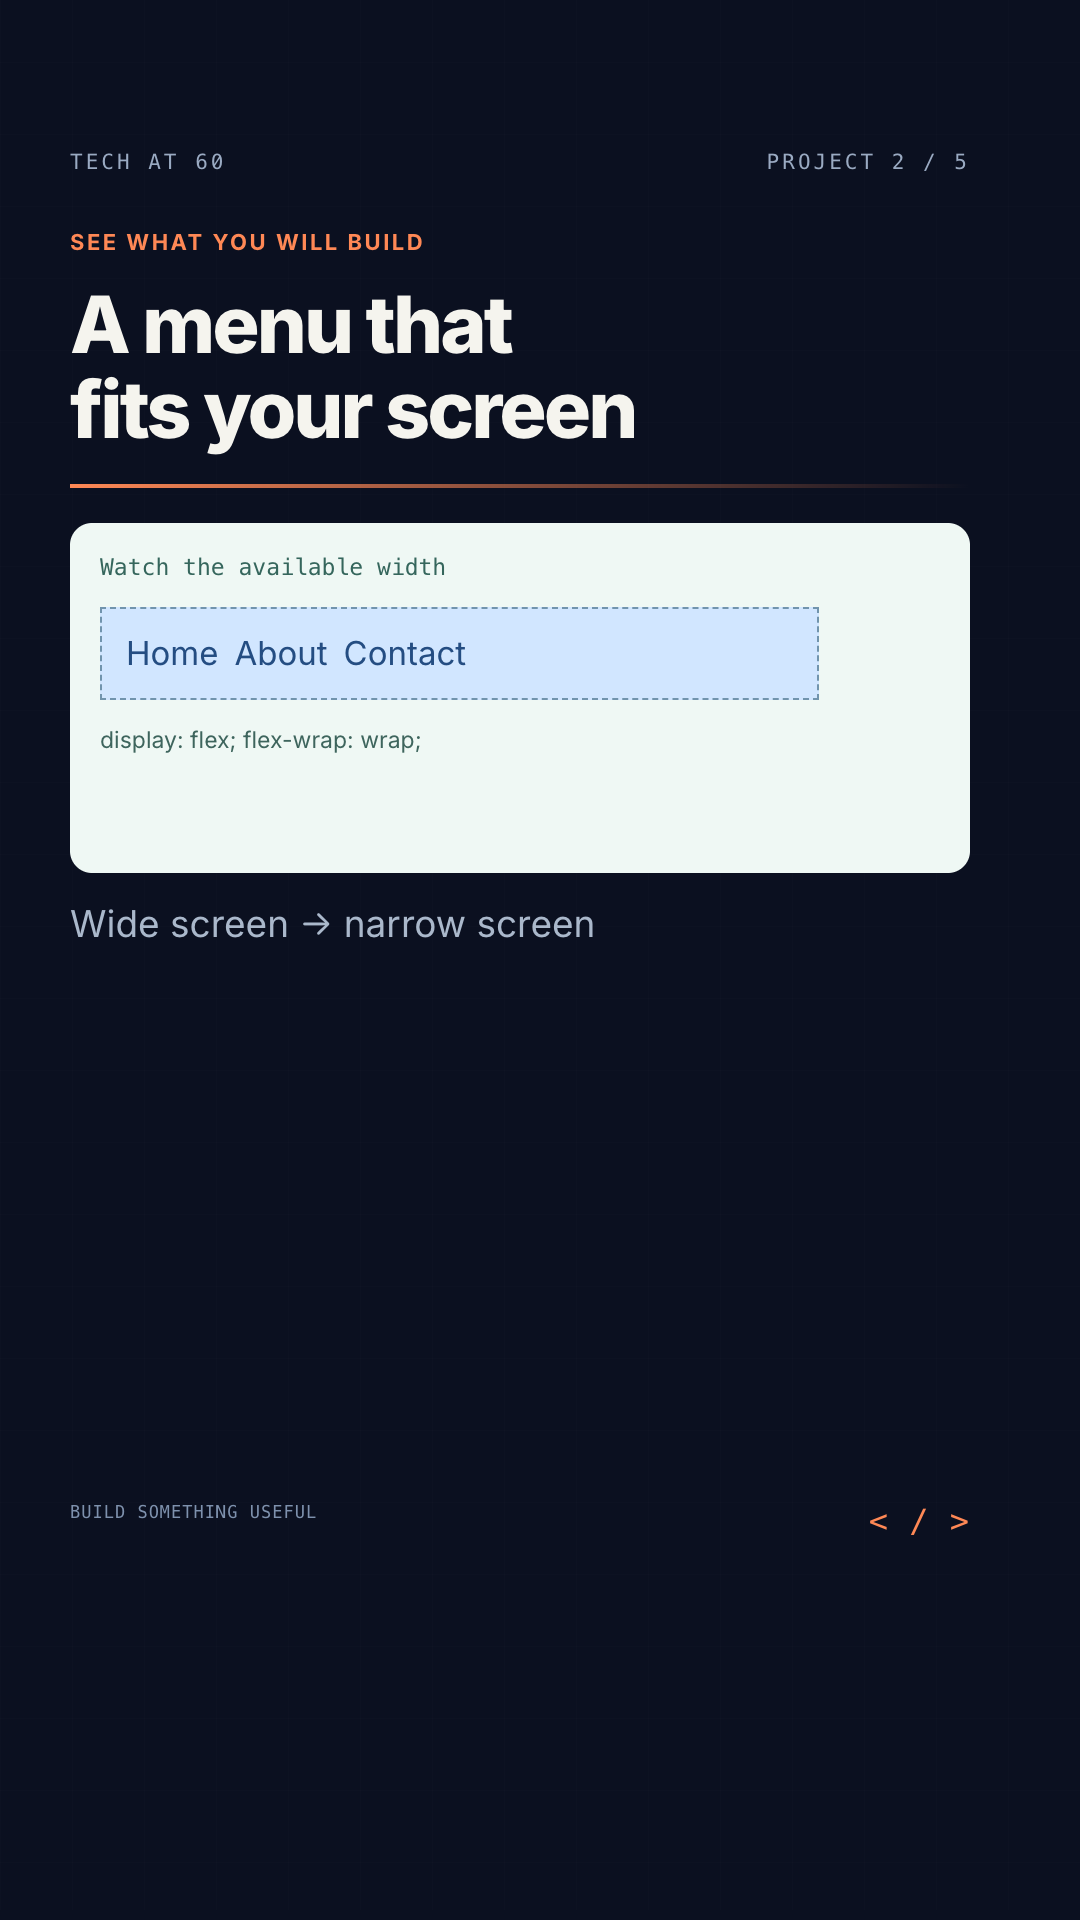 TECH AT 60
PROJECT 2 / 5
SEE WHAT YOU WILL BUILD
A menu that
fits your screen
Watch the available width
Home About Contact
display: flex; flex-wrap: wrap;
Wide screen → narrow screen
BUILD SOMETHING USEFUL
< / >